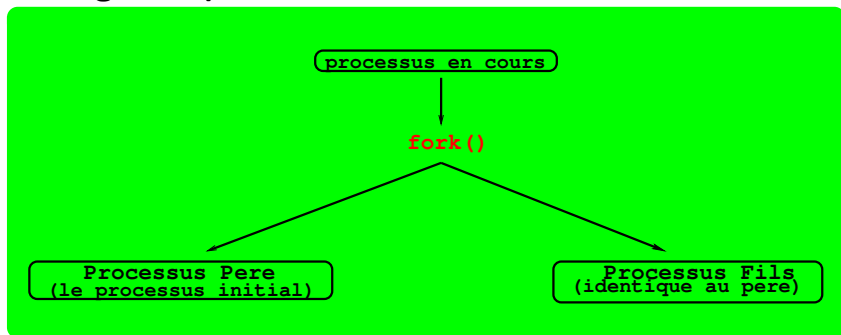 processus en cours
fork()
Processus Pere
(le processus initial)
Processus Fils
(identique au pere)